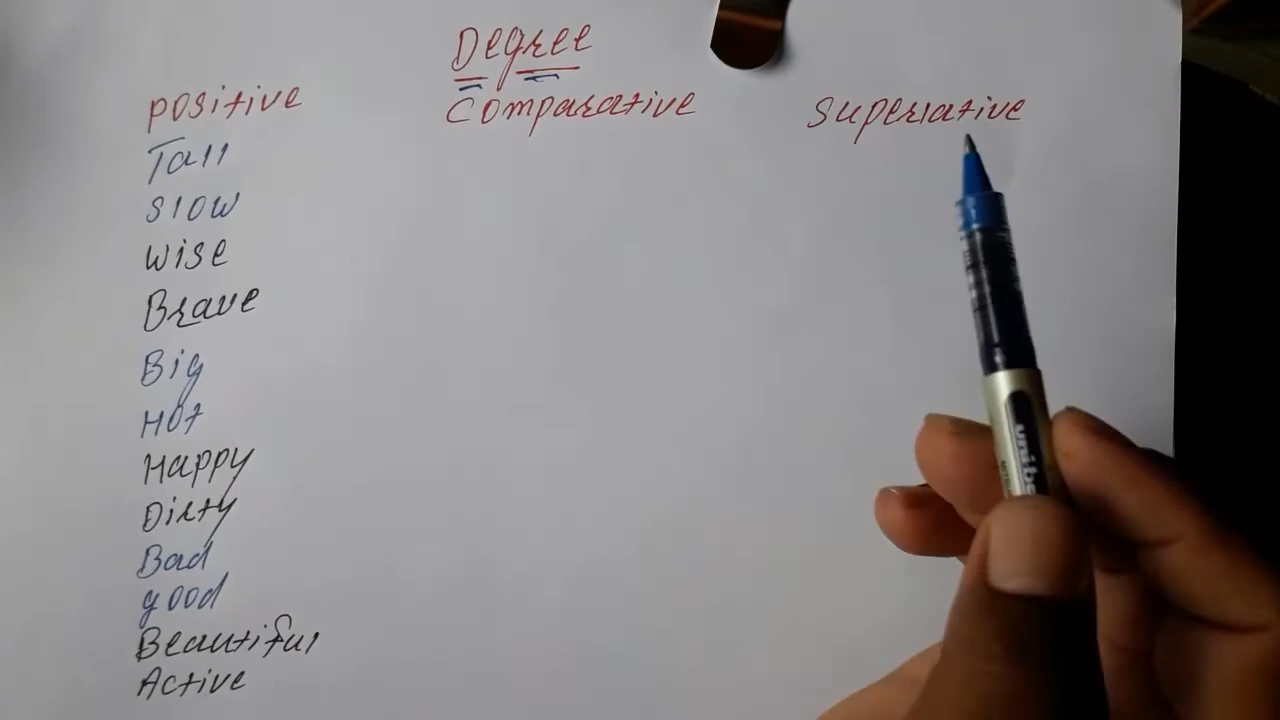 Degree
Positive Comparative Superlative
Tall
Slow
Wise
Brave
Big
Hot
Happy
Dirty
Bad
good
Beautiful
Active